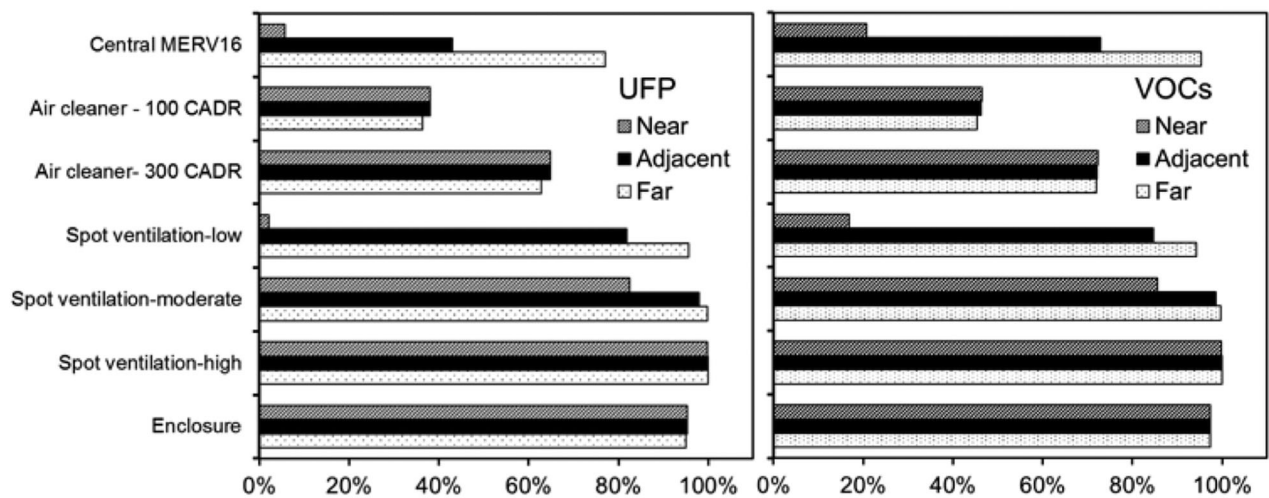 Central MERV16
Air cleaner - 100 CADR
Air cleaner- 300 CADR
Spot ventilation-low
Spot ventilation-moderate
Spot ventilation-high
Enclosure
UFP
Near
Adjacent
Far
0% 20% 40% 60% 80% 100%
VOCs
Near
Adjacent
Far
0% 20% 40% 60% 80% 100%